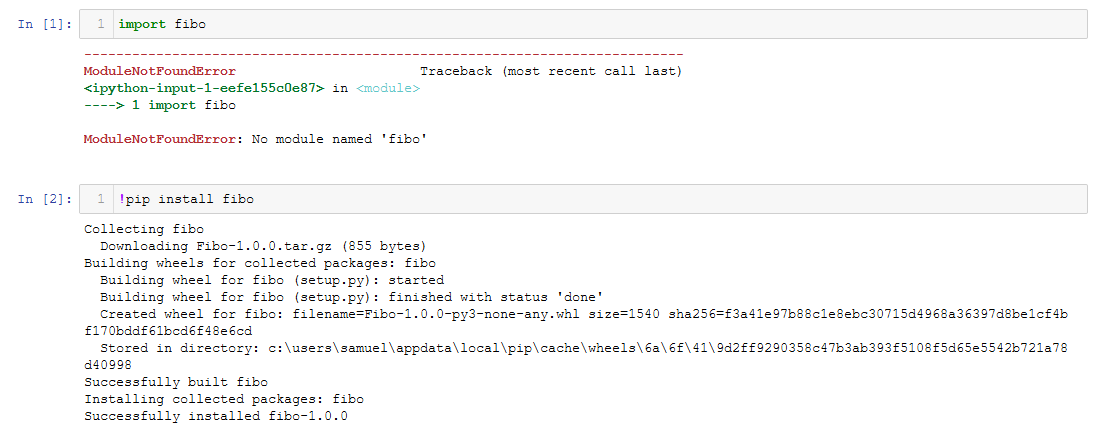 In [1]: 1 import fibo
---------------------------------------------------------------------------
ModuleNotFoundError Traceback (most recent call last)
<ipython-input-1-eefe155c0e87> in <module>
----> 1 import fibo
ModuleNotFoundError: No module named 'fibo'
In [2]: 1 !pip install fibo
Collecting fibo
Downloading Fibo-1.0.0.tar.gz (855 bytes)
Building wheels for collected packages: fibo
Building wheel for fibo (setup.py): started
Building wheel for fibo (setup.py): finished with status 'done'
Created wheel for fibo: filename=Fibo-1.0.0-py3-none-any.whl size=1540 sha256=f3a41e97b88c1e8ebc30715d4968a36397d8be1cf4b
f170bddf61bcd6f48e6cd
Stored in directory: c:\users\samuel\appdata\local\pip\cache\wheels\6a\6f\41\9d2ff9290358c47b3ab393f5108f5d65e5542b721a78
d40998
Successfully built fibo
Installing collected packages: fibo
Successfully installed fibo-1.0.0